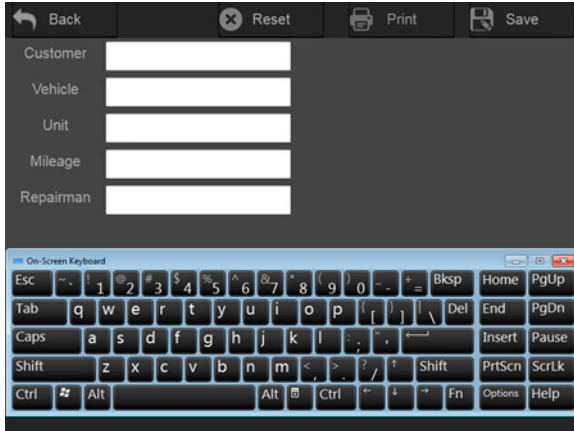 Back Reset Print Save
Customer
Vehicle
Unit
Mileage
Repairman
On-Screen Keyboard
Esc ~ ` ! 1 @ 2 # 3 $ 4 % 5 ^ 6 & 7 * 8 ( 9 ) 0 _ - + = Bksp Home PgUp
Tab q w e r t y u i o p { [ } ] | \ Del End PgDn
Caps a s d f g h j k l : ; " ' Insert Pause
Shift z x c v b n m < , > . ? / ↑ Shift PrtScn ScrLk
Ctrl Alt Alt Ctrl ← ↓ → Fn Options Help